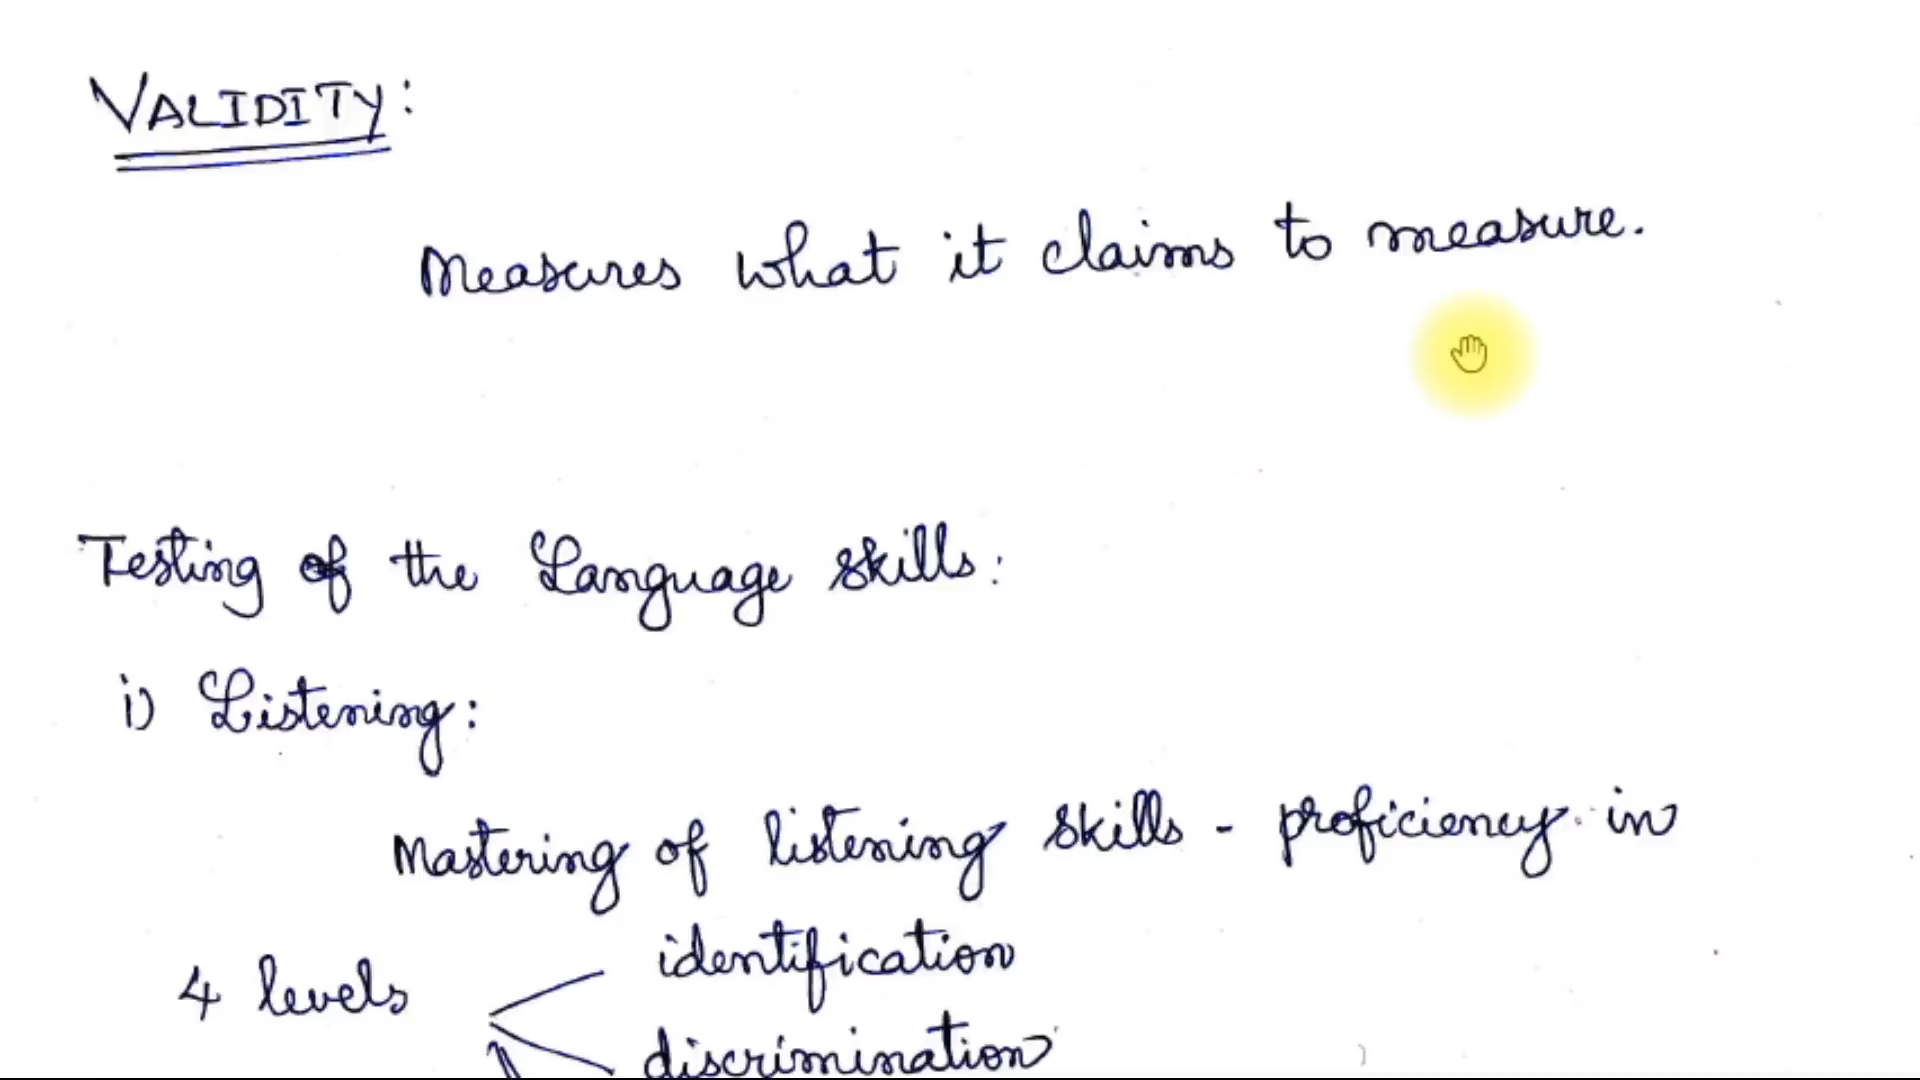 VALIDITY:
Measures what it claims to measure.
Testing of the Language skills:
i) Listening:
Mastering of listening skills - proficiency in
4 levels
identification
discrimination